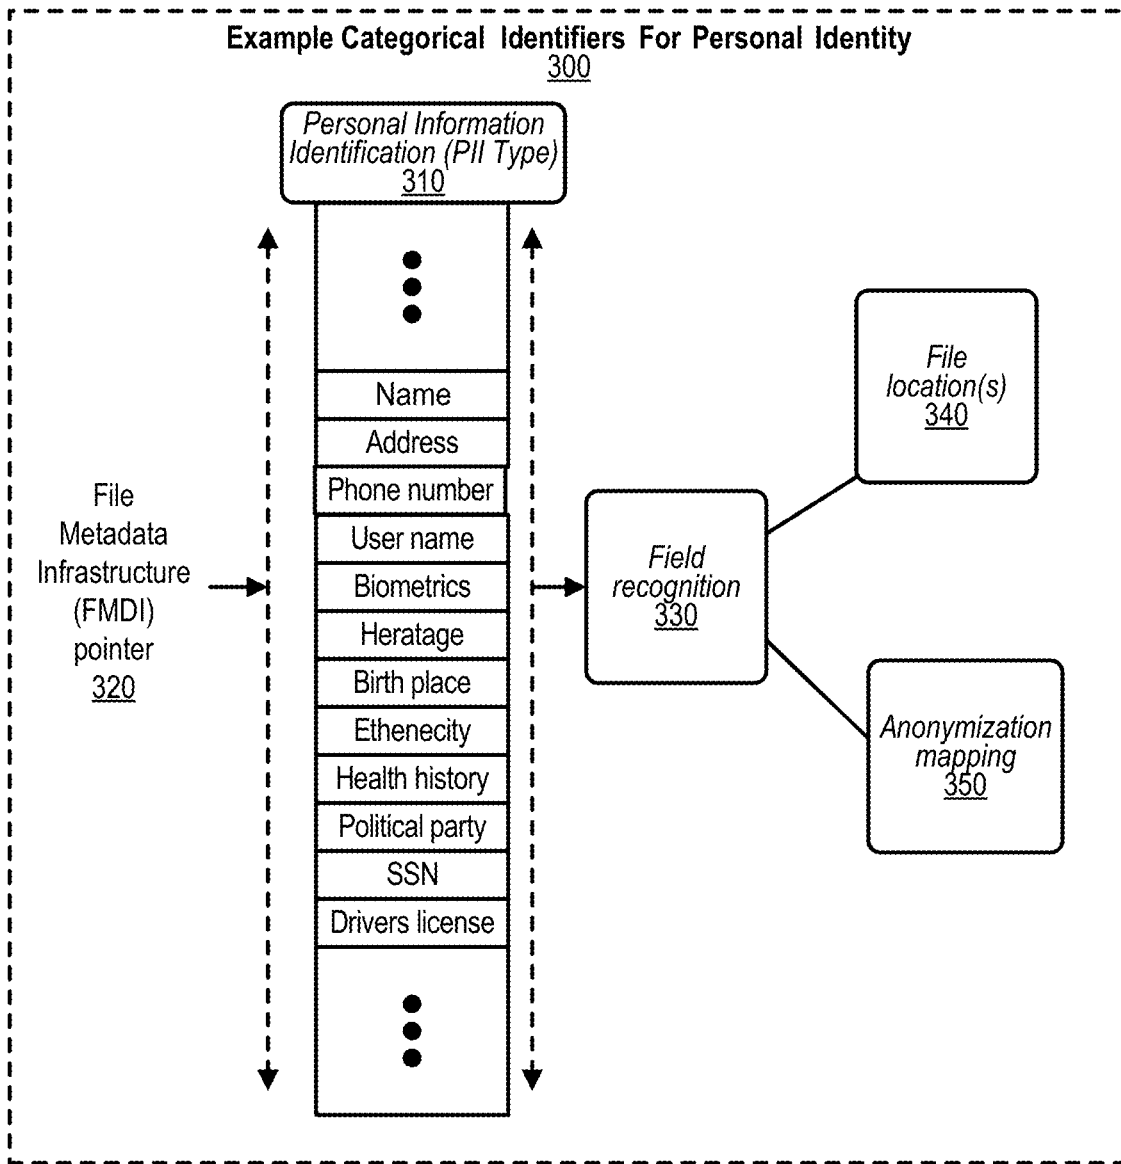 Example Categorical Identifiers For Personal Identity
300
Personal Information
Identification (PII Type)
310
Name
Address
Phone number
User name
Biometrics
Heratage
Birth place
Ethenecity
Health history
Political party
SSN
Drivers license
File
Metadata
Infrastructure
(FMDI)
pointer
320
Field
recognition
330
File
location(s)
340
Anonymization
mapping
350